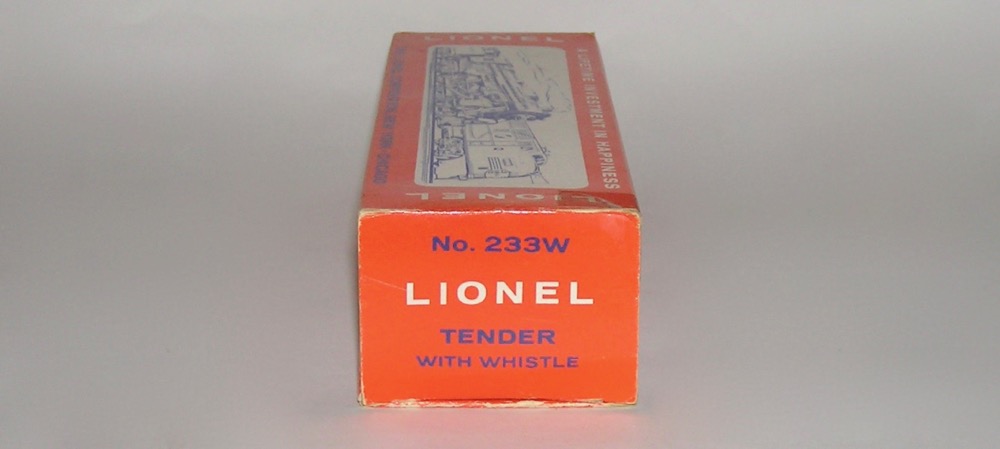 LIONEL
A LIFETIME INVESTMENT IN HAPPINESS
LIONEL
No. 233W
LIONEL
TENDER
WITH WHISTLE